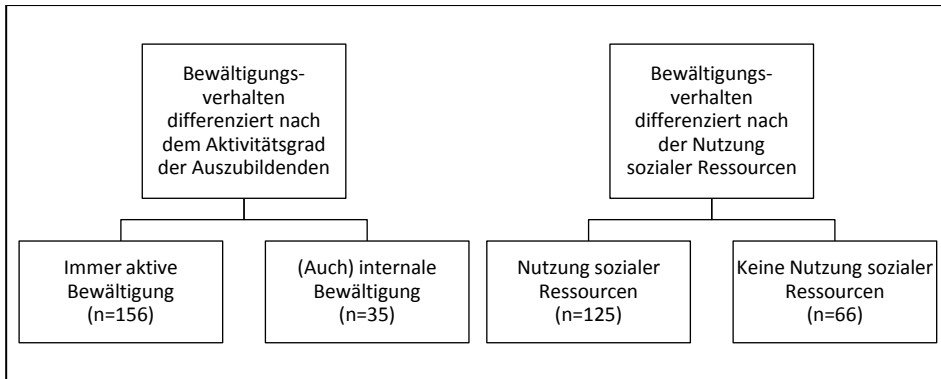 Bewältigungs-
verhalten
differenziert nach
dem Aktivitätsgrad
der Auszubildenden
Bewältigungs-
verhalten
differenziert nach
der Nutzung
sozialer Ressourcen
Immer aktive
Bewältigung
(n=156)
(Auch) internale
Bewältigung
(n=35)
Nutzung sozialer
Ressourcen
(n=125)
Keine Nutzung sozialer
Ressourcen
(n=66)